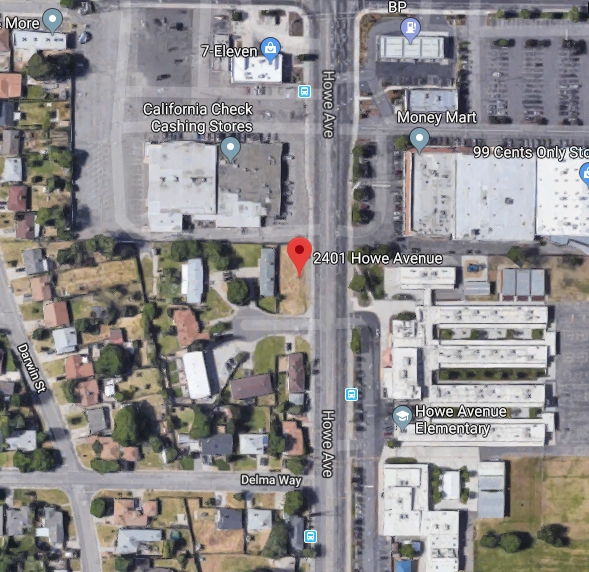 BP
& More
7-Eleven
Howe Ave
California Check
Cashing Stores
Money Mart
99 Cents Only Sto
2401 Howe Avenue
Darwin St
Howe Avenue
Elementary
Howe Ave
Delma Way